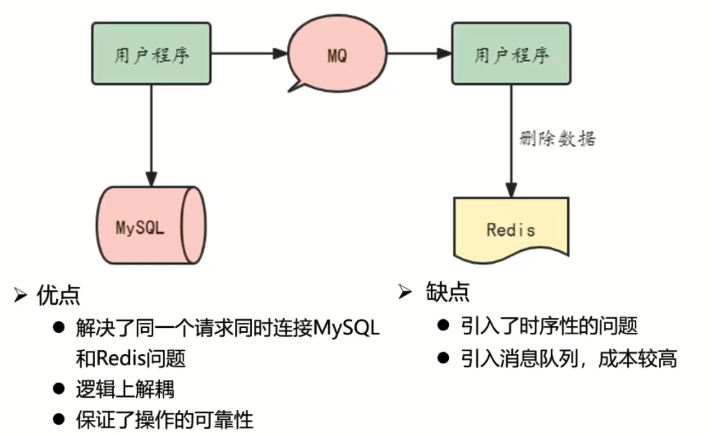 用户程序
MQ
用户程序
删除数据
MySQL
Redis
➢ 优点
● 解决了同一个请求同时连接MySQL
和Redis问题
● 逻辑上解耦
● 保证了操作的可靠性
➢ 缺点
● 引入了时序性的问题
● 引入消息队列，成本较高